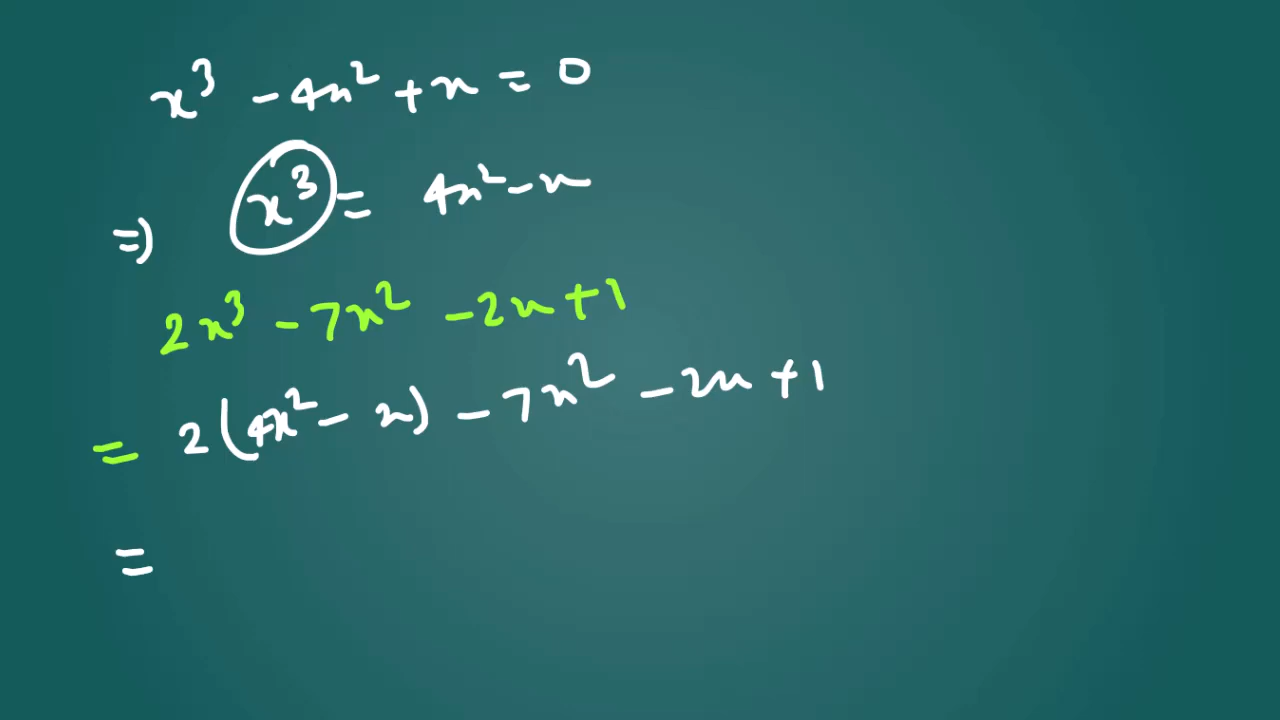 x³ - 4x² + x = 0
⇒ x³ = 4x² - x
2x³ - 7x² - 2x + 1
= 2(4x² - x) - 7x² - 2x + 1
=